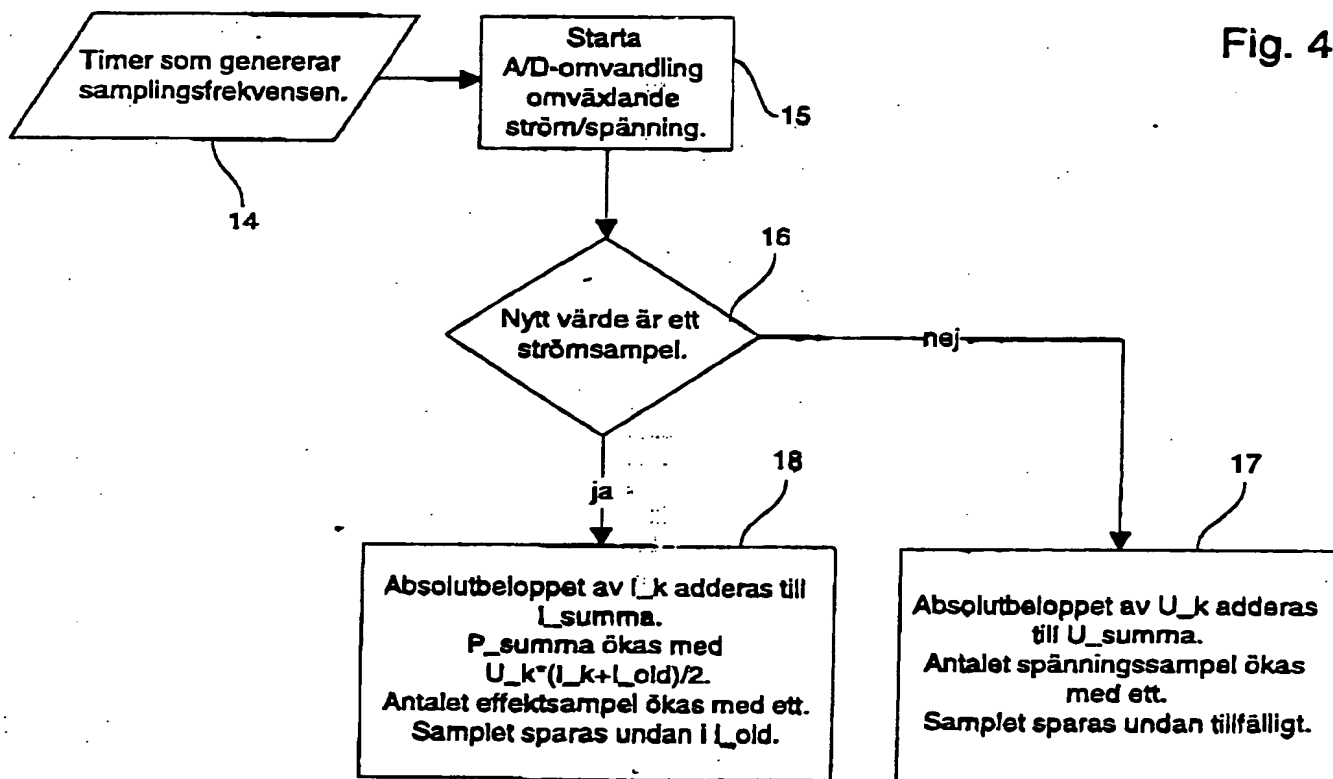 Fig. 4
Timer som genererar
samplingsfrekvensen.
14
Starta
A/D-omvandling
omväxlande
ström/spänning.
15
16
Nytt värde är ett
strömsampel.
nej
ja
18
Absolutbeloppet av I_k adderas till
I_summa.
P_summa ökas med
U_k*(I_k+I_old)/2.
Antalet effektsampel ökas med ett.
Samplet sparas undan i I_old.
17
Absolutbeloppet av U_k adderas
till U_summa.
Antalet spänningssampel ökas
med ett.
Samplet sparas undan tillfälligt.